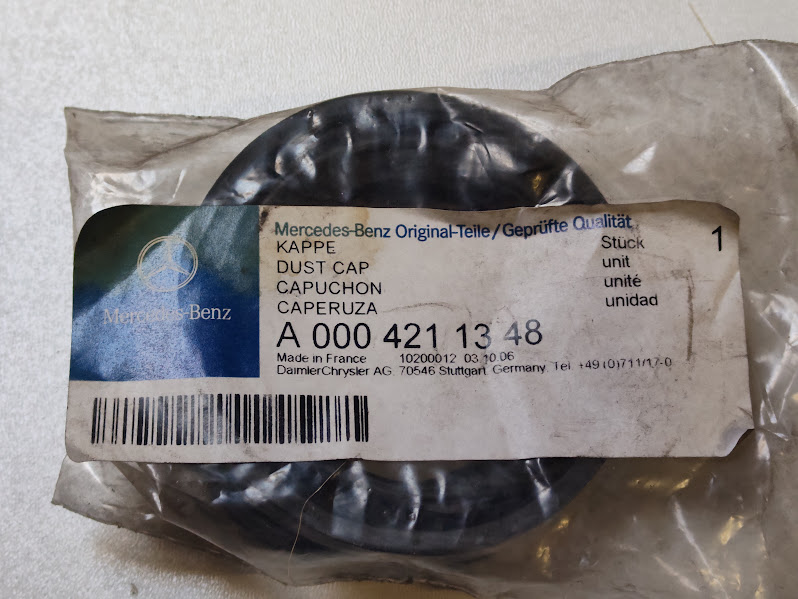 Mercedes-Benz
Mercedes-Benz Original-Teile/Geprüfte Qualität
KAPPE Stück 1
DUST CAP unit
CAPUCHON unité
CAPERUZA unidad
A 000 421 13 48
Made in France 10200012 03.10.06
DaimlerChrysler AG, 70546 Stuttgart, Germany, Tel. +49(0)711/17-0